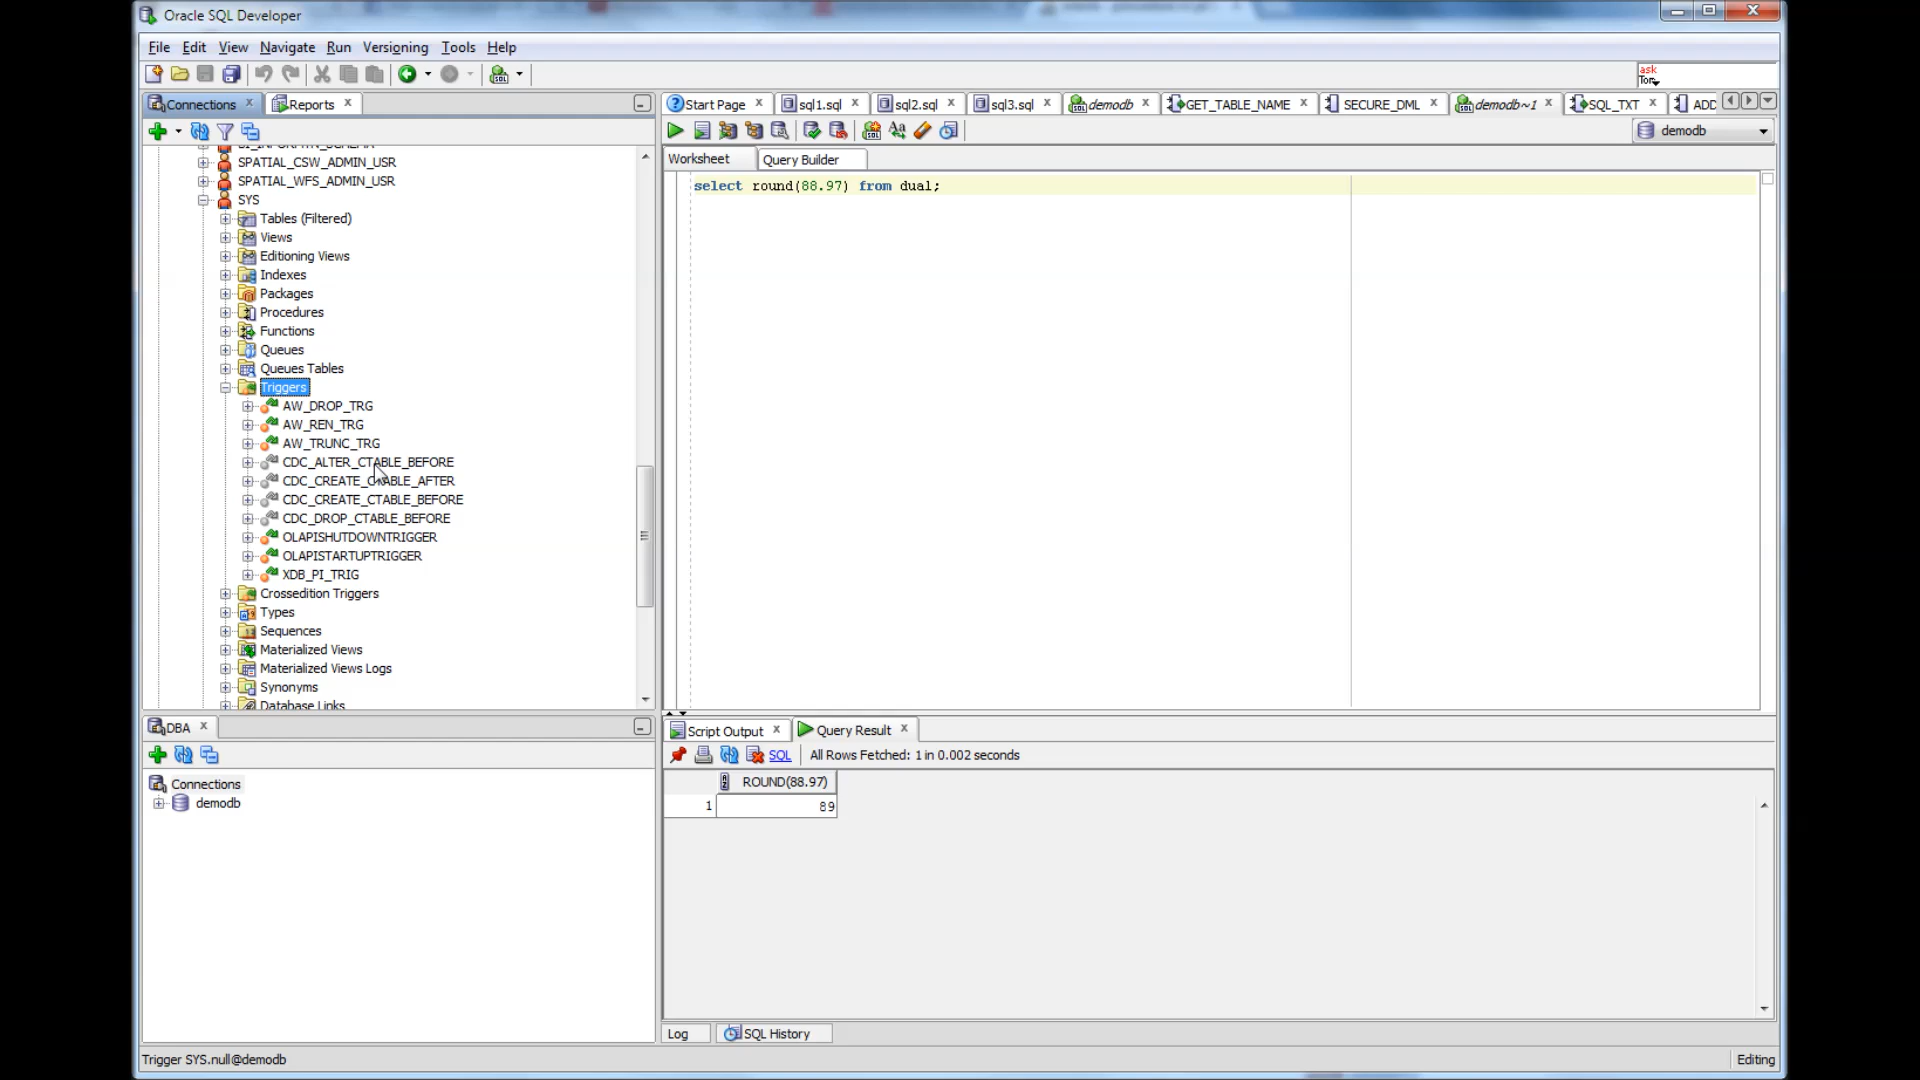 Oracle SQL Developer
File Edit View Navigate Run Versioning Tools Help
ask
Tom
Connections Reports
Start Page sql1.sql sql2.sql sql3.sql demodb GET_TABLE_NAME SECURE_DML demodb~1 SQL_TXT ADD
demodb
Worksheet Query Builder
select round(88.97) from dual;
SI_INFORMTN_SCHEMA
SPATIAL_CSW_ADMIN_USR
SPATIAL_WFS_ADMIN_USR
SYS
Tables (Filtered)
Views
Editioning Views
Indexes
Packages
Procedures
Functions
Queues
Queues Tables
Triggers
AW_DROP_TRG
AW_REN_TRG
AW_TRUNC_TRG
CDC_ALTER_CTABLE_BEFORE
CDC_CREATE_CTABLE_AFTER
CDC_CREATE_CTABLE_BEFORE
CDC_DROP_CTABLE_BEFORE
OLAPISHUTDOWNTRIGGER
OLAPISTARTUPTRIGGER
XDB_PI_TRIG
Crossedition Triggers
Types
Sequences
Materialized Views
Materialized Views Logs
Synonyms
Database Links
DBA
Connections
demodb
Script Output Query Result
SQL All Rows Fetched: 1 in 0.002 seconds
ROUND(88.97)
1 89
Log SQL History
Trigger SYS.null@demodb Editing